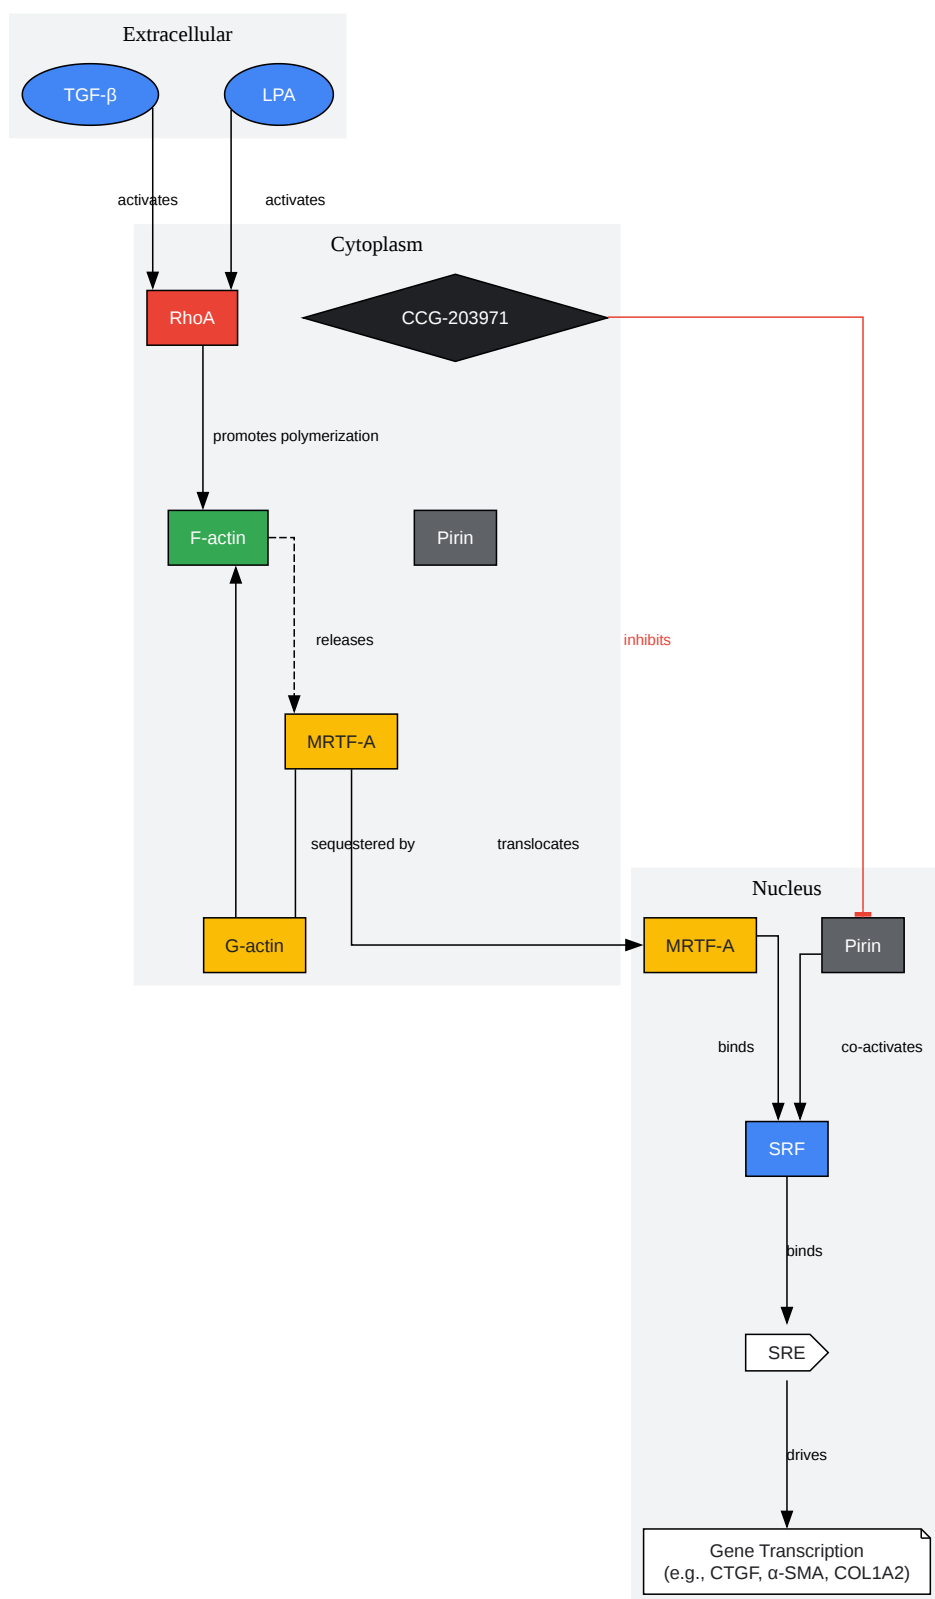 Extracellular
TGF-β
LPA
activates
activates
Cytoplasm
RhoA
CCG-203971
promotes polymerization
F-actin
Pirin
releases
inhibits
MRTF-A
sequestered by
translocates
Nucleus
G-actin
MRTF-A
Pirin
binds
co-activates
SRF
binds
SRE
drives
Gene Transcription
(e.g., CTGF, α-SMA, COL1A2)